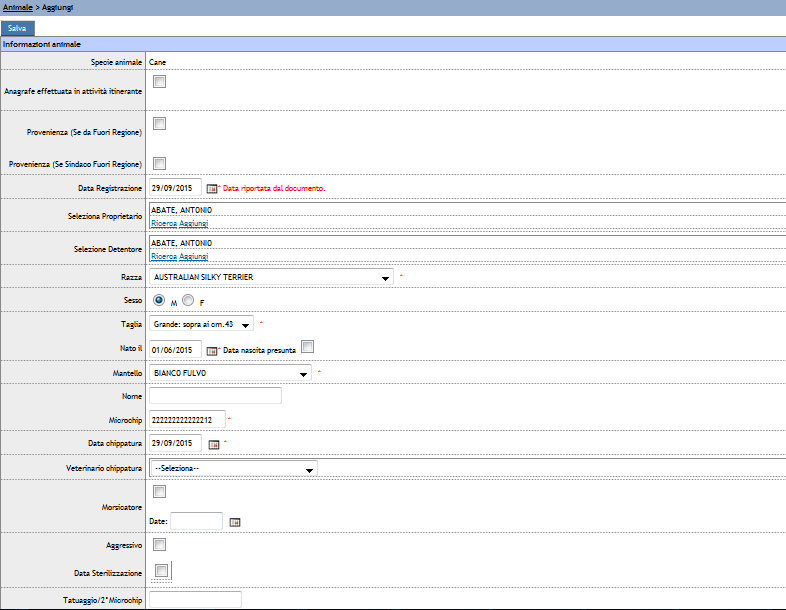 Animale > Aggiungi
Salva
Informazioni animale
Specie animale Cane
Anagrafe effettuata in attività itinerante
Provenienza (Se da Fuori Regione)
Provenienza (Se Sindaco Fuori Regione)
Data Registrazione 29/09/2015 * Data riportata dal documento.
Seleziona Proprietario ABATE, ANTONIO
Ricerca Aggiungi
Selezione Detentore ABATE, ANTONIO
Ricerca Aggiungi
Razza AUSTRALIAN SILKY TERRIER *
Sesso M F
Taglia Grande: sopra ai cm.43 *
Nato il 01/06/2015 * Data nascita presunta
Mantello BIANCO FULVO *
Nome
Microchip 222222222222212 *
Data chippatura 29/09/2015 *
Veterinario chippatura --Seleziona--
Morsicatore
Date:
Aggressivo
Data Sterilizzazione
Tatuaggio/2°Microchip